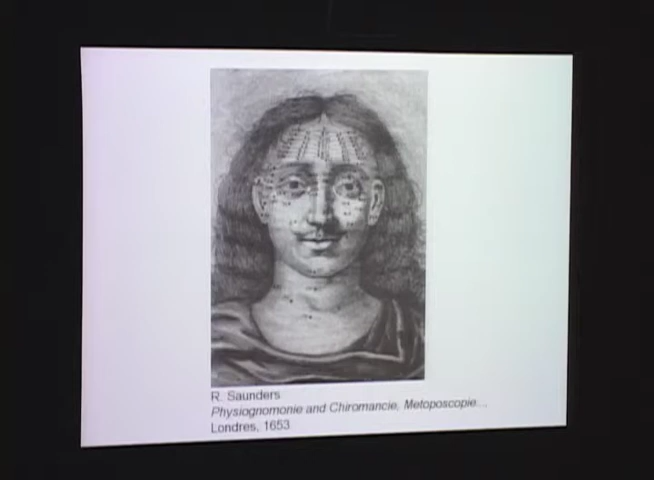 R. Saunders
Physiognomonie and Chiromancie, Metoposcopie...,
Londres, 1653